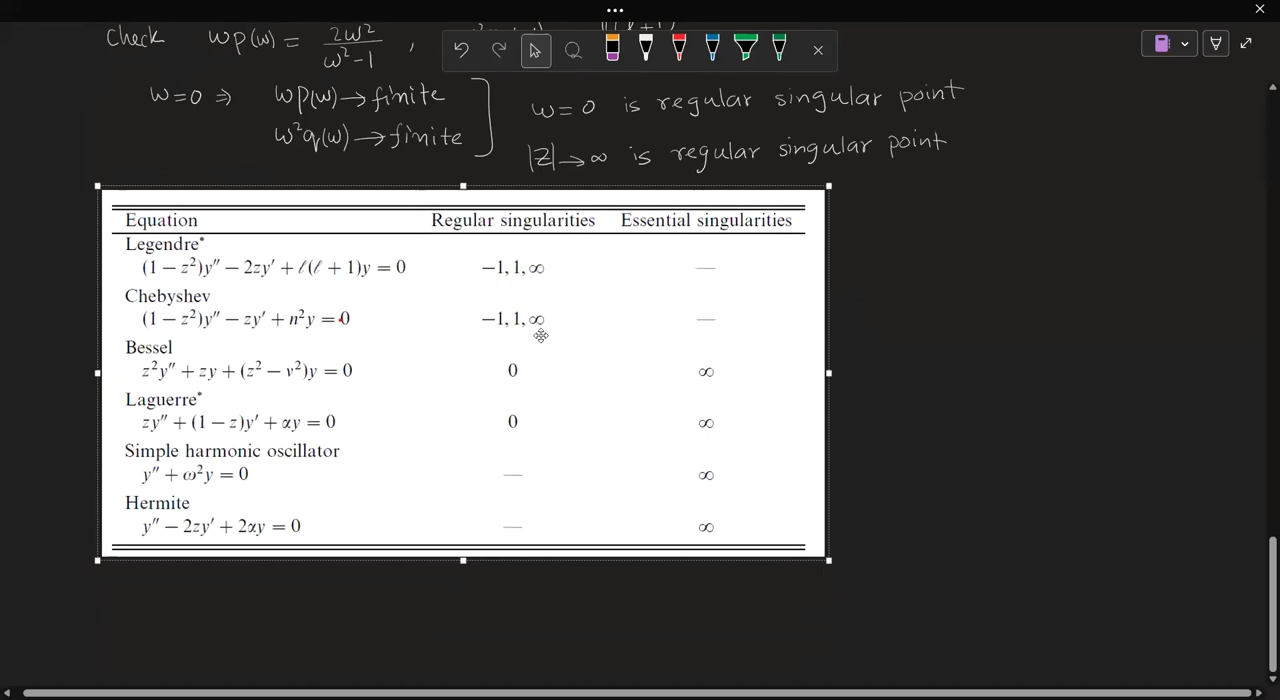 check wp(w) = 2w²/w²-1 ,
w=0 ⇒ wp(w) → finite
w²q(w) → finite
w=0 is regular singular point
|z|→∞ is regular singular point
Equation Regular singularities Essential singularities
Legendre*
(1 − z²)y″ − 2zy′ + ℓ(ℓ + 1)y = 0 −1, 1, ∞ —
Chebyshev
(1 − z²)y″ − zy′ + n²y = 0 −1, 1, ∞ —
Bessel
z²y″ + zy + (z² − ν²)y = 0 0 ∞
Laguerre*
zy″ + (1 − z)y′ + αy = 0 0 ∞
Simple harmonic oscillator
y″ + ω²y = 0 — ∞
Hermite
y″ − 2zy′ + 2αy = 0 — ∞